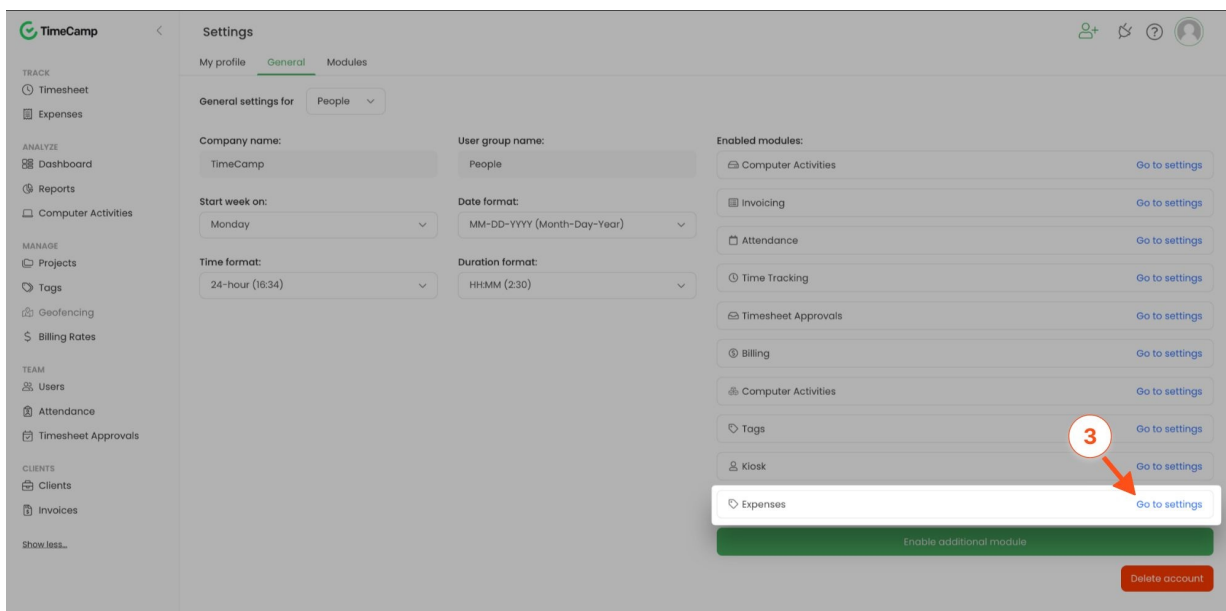 TimeCamp
Settings
My profile General Modules
TRACK
Timesheet
Expenses
ANALYZE
Dashboard
Reports
Computer Activities
MANAGE
Projects
Tags
Geofencing
Billing Rates
TEAM
Users
Attendance
Timesheet Approvals
CLIENTS
Clients
Invoices
Show less...
General settings for People
Company name:
TimeCamp
User group name:
People
Start week on:
Monday
Date format:
MM-DD-YYYY (Month-Day-Year)
Time format:
24-hour (16:34)
Duration format:
HH:MM (2:30)
Enabled modules:
Computer Activities Go to settings
Invoicing Go to settings
Attendance Go to settings
Time Tracking Go to settings
Timesheet Approvals Go to settings
Billing Go to settings
Computer Activities Go to settings
Tags Go to settings
3
Kiosk Go to settings
Expenses Go to settings
Enable additional module
Delete account